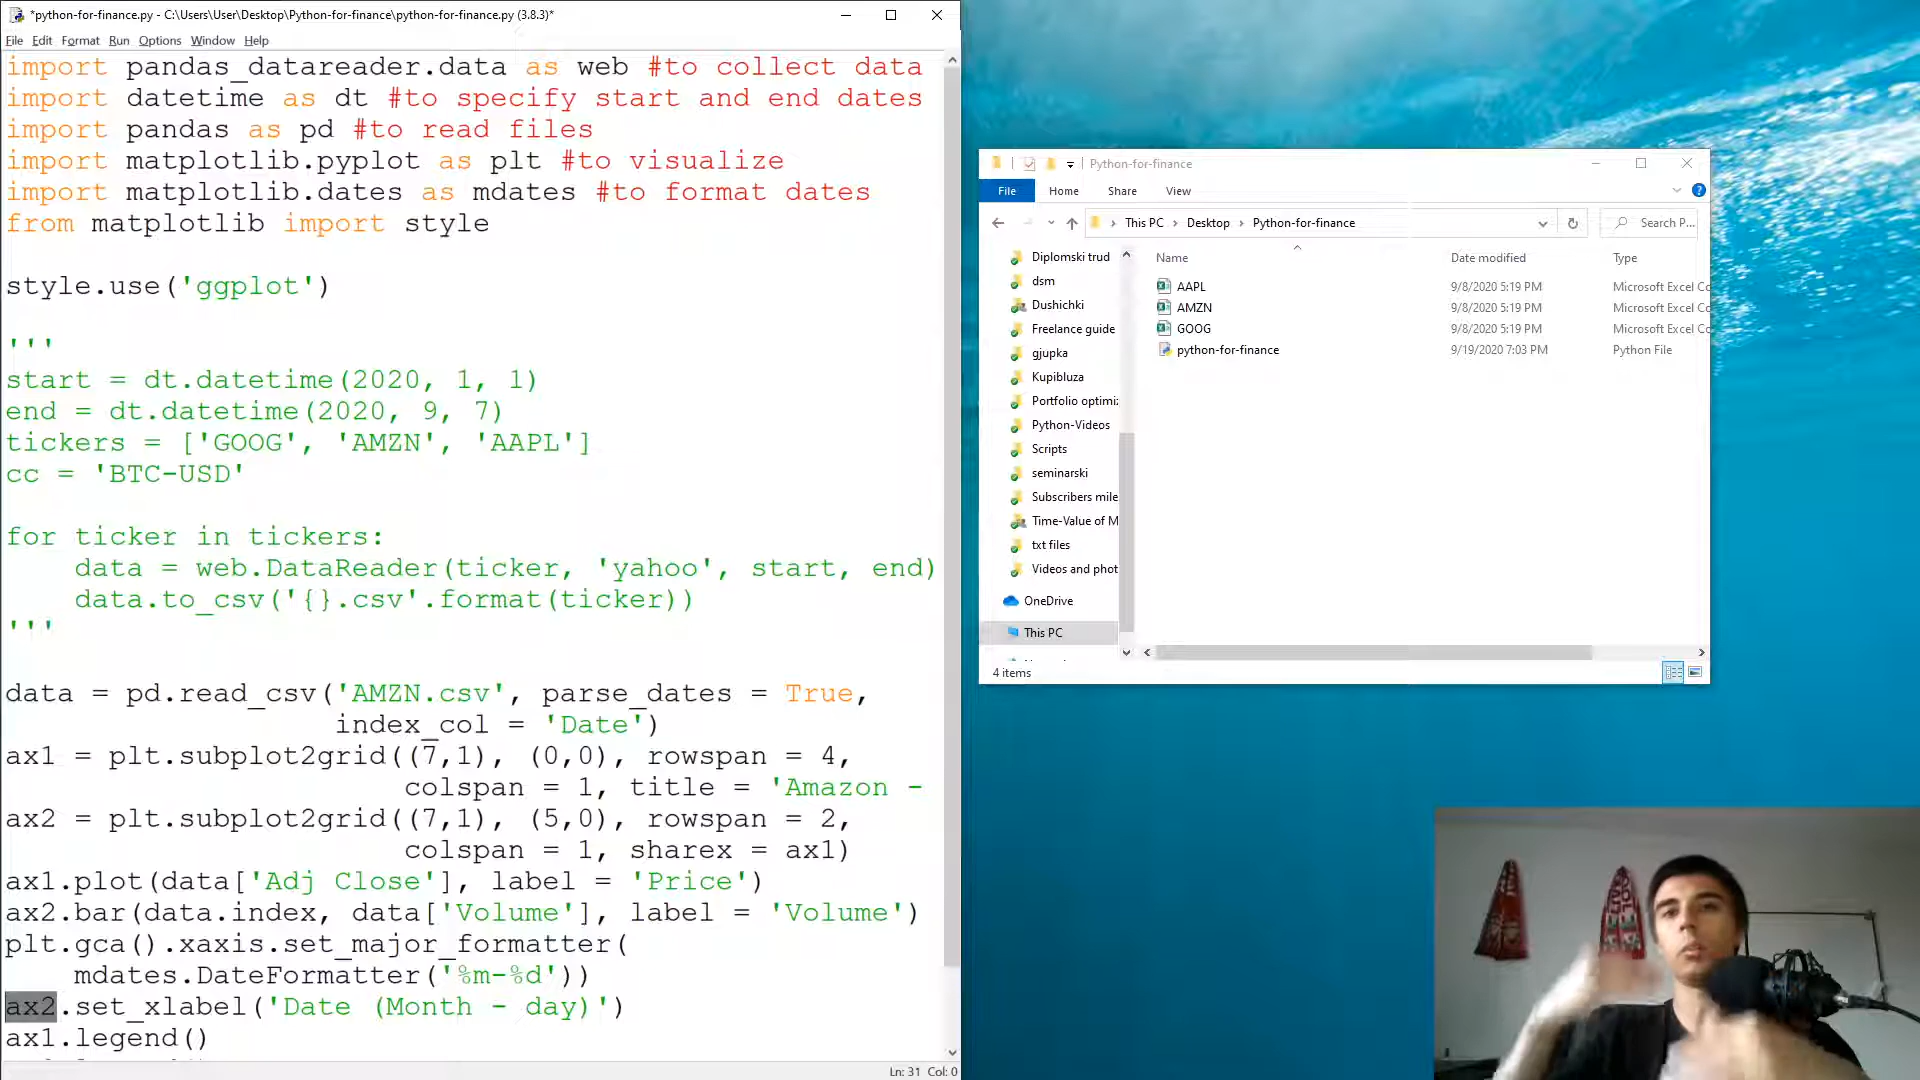 *python-for-finance.py - C:\Users\User\Desktop\Python-for-finance\python-for-finance.py (3.8.3)*
File Edit Format Run Options Window Help
import pandas_datareader.data as web #to collect data
import datetime as dt #to specify start and end dates
import pandas as pd #to read files
import matplotlib.pyplot as plt #to visualize
import matplotlib.dates as mdates #to format dates
from matplotlib import style
style.use('ggplot')
'''
start = dt.datetime(2020, 1, 1)
end = dt.datetime(2020, 9, 7)
tickers = ['GOOG', 'AMZN', 'AAPL']
cc = 'BTC-USD'
for ticker in tickers:
data = web.DataReader(ticker, 'yahoo', start, end)
data.to_csv('{}.csv'.format(ticker))
'''
data = pd.read_csv('AMZN.csv', parse_dates = True,
index_col = 'Date')
ax1 = plt.subplot2grid((7,1), (0,0), rowspan = 4,
colspan = 1, title = 'Amazon -
ax2 = plt.subplot2grid((7,1), (5,0), rowspan = 2,
colspan = 1, sharex = ax1)
ax1.plot(data['Adj Close'], label = 'Price')
ax2.bar(data.index, data['Volume'], label = 'Volume')
plt.gca().xaxis.set_major_formatter(
mdates.DateFormatter('%m-%d'))
ax2.set_xlabel('Date (Month - day)')
ax1.legend()
Ln: 31 Col: 0
Python-for-finance
File Home Share View
This PC Desktop Python-for-finance
Search P...
Name Date modified Type
AAPL 9/8/2020 5:19 PM Microsoft Excel Co
AMZN 9/8/2020 5:19 PM Microsoft Excel Co
GOOG 9/8/2020 5:19 PM Microsoft Excel Co
python-for-finance 9/19/2020 7:03 PM Python File
Diplomski trud
dsm
Dushichki
Freelance guide
gjupka
Kupibluza
Portfolio optimiz
Python-Videos
Scripts
seminarski
Subscribers mile
Time-Value of M
txt files
Videos and phot
OneDrive
This PC
4 items